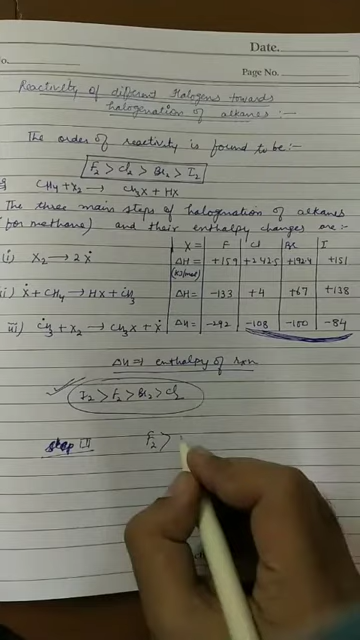 Date.
Page No.
Reactivity of different Halogens towards
halogenation of alkanes :-
The order of reactivity is found to be:-
F₂ > Cl₂ > Br₂ > I₂
CH₄ + X₂ → CH₃X + HX
The three main steps of halogenation of alkanes
(for methane) and their enthalpy changes are:-
X = F Cl Br I
(i) X₂ → 2Ẋ ΔH = (KJ/mol) +159 +242.5 +192.4 +151
ii) Ẋ + CH₄ → HX + ĊH₃ ΔH = -133 +4 +67 +138
iii) ĊH₃ + X₂ → CH₃X + Ẋ ΔH = -292 -108 -100 -84
ΔH ⇒ enthalpy of rxn
I₂ > F₂ > Br₂ > Cl₂
step II F₂ >